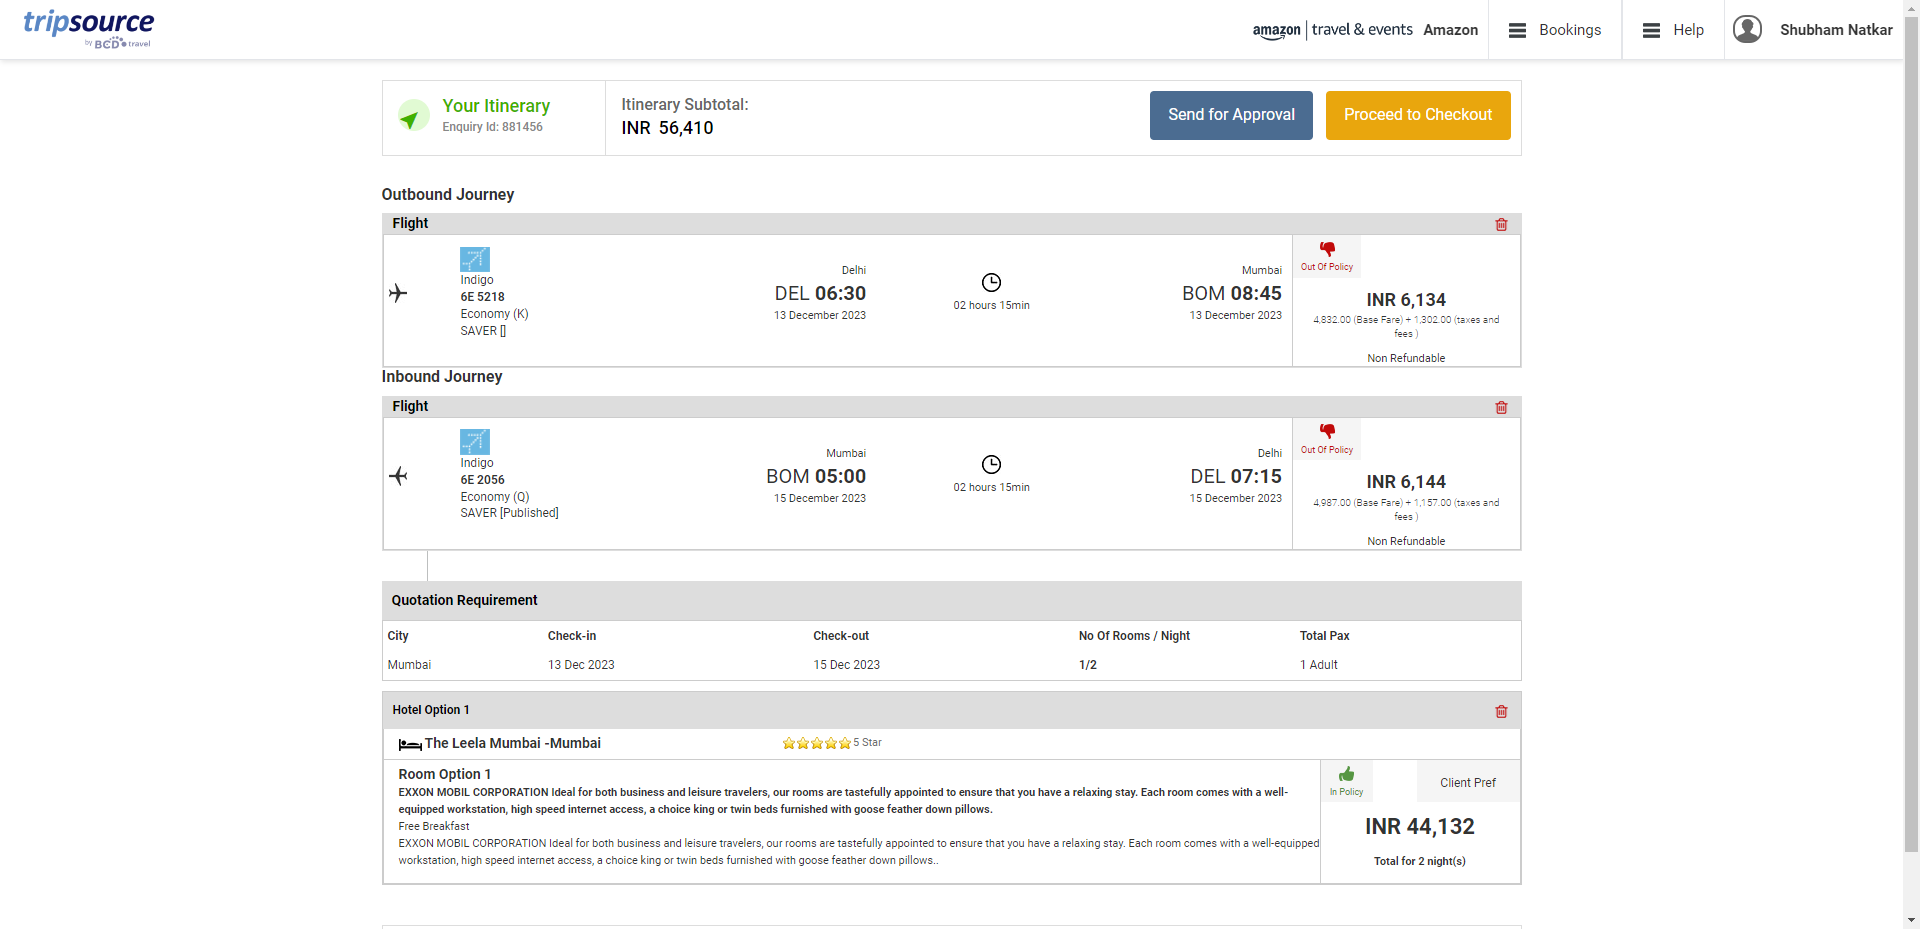 tripsource
by BCD travel
amazon travel & events Amazon
Bookings
Help
Shubham Natkar
Your Itinerary
Enquiry Id: 881456
Itinerary Subtotal:
INR 56,410
Send for Approval
Proceed to Checkout
Outbound Journey
Flight
Indigo
6E 5218
Economy (K)
SAVER []
Delhi
DEL 06:30
13 December 2023
02 hours 15min
Mumbai
BOM 08:45
13 December 2023
Out Of Policy
INR 6,134
4,832.00 (Base Fare) + 1,302.00 (taxes and
fees )
Non Refundable
Inbound Journey
Flight
Indigo
6E 2056
Economy (Q)
SAVER [Published]
Mumbai
BOM 05:00
15 December 2023
02 hours 15min
Delhi
DEL 07:15
15 December 2023
Out Of Policy
INR 6,144
4,987.00 (Base Fare) + 1,157.00 (taxes and
fees )
Non Refundable
Quotation Requirement
City Check-in Check-out No Of Rooms / Night Total Pax
Mumbai 13 Dec 2023 15 Dec 2023 1/2 1 Adult
Hotel Option 1
The Leela Mumbai -Mumbai 5 Star
Room Option 1
EXXON MOBIL CORPORATION Ideal for both business and leisure travelers, our rooms are tastefully appointed to ensure that you have a relaxing stay. Each room comes with a well-
equipped workstation, high speed internet access, a choice king or twin beds furnished with goose feather down pillows.
Free Breakfast
EXXON MOBIL CORPORATION Ideal for both business and leisure travelers, our rooms are tastefully appointed to ensure that you have a relaxing stay. Each room comes with a well-equipped
workstation, high speed internet access, a choice king or twin beds furnished with goose feather down pillows..
In Policy
Client Pref
INR 44,132
Total for 2 night(s)